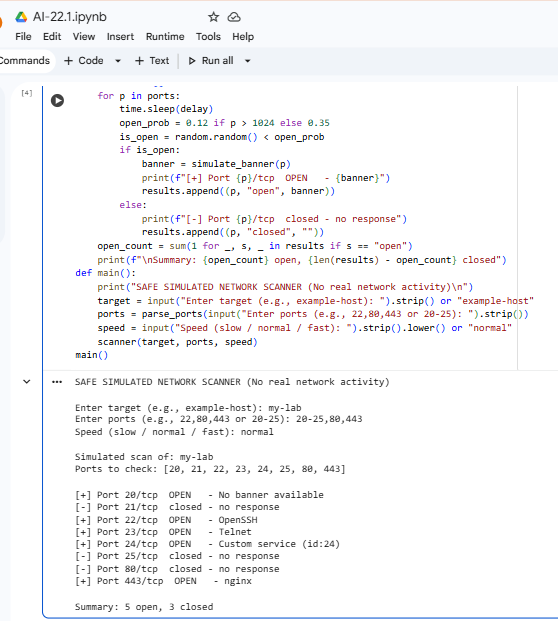 AI-22.1.ipynb
File Edit View Insert Runtime Tools Help
Commands + Code + Text Run all
[4]
for p in ports:
time.sleep(delay)
open_prob = 0.12 if p > 1024 else 0.35
is_open = random.random() < open_prob
if is_open:
banner = simulate_banner(p)
print(f"[+] Port {p}/tcp  OPEN   - {banner}")
results.append((p, "open", banner))
else:
print(f"[-] Port {p}/tcp  closed - no response")
results.append((p, "closed", ""))
open_count = sum(1 for _, s, _ in results if s == "open")
print(f"\nSummary: {open_count} open, {len(results) - open_count} closed")
def main():
print("SAFE SIMULATED NETWORK SCANNER (No real network activity)\n")
target = input("Enter target (e.g., example-host): ").strip() or "example-host"
ports = parse_ports(input("Enter ports (e.g., 22,80,443 or 20-25): ").strip())
speed = input("Speed (slow / normal / fast): ").strip().lower() or "normal"
scanner(target, ports, speed)
main()
SAFE SIMULATED NETWORK SCANNER (No real network activity)
Enter target (e.g., example-host): my-lab
Enter ports (e.g., 22,80,443 or 20-25): 20-25,80,443
Speed (slow / normal / fast): normal
Simulated scan of: my-lab
Ports to check: [20, 21, 22, 23, 24, 25, 80, 443]
[+] Port 20/tcp  OPEN   - No banner available
[-] Port 21/tcp  closed - no response
[+] Port 22/tcp  OPEN   - OpenSSH
[+] Port 23/tcp  OPEN   - Telnet
[+] Port 24/tcp  OPEN   - Custom service (id:24)
[-] Port 25/tcp  closed - no response
[-] Port 80/tcp  closed - no response
[+] Port 443/tcp  OPEN   - nginx
Summary: 5 open, 3 closed